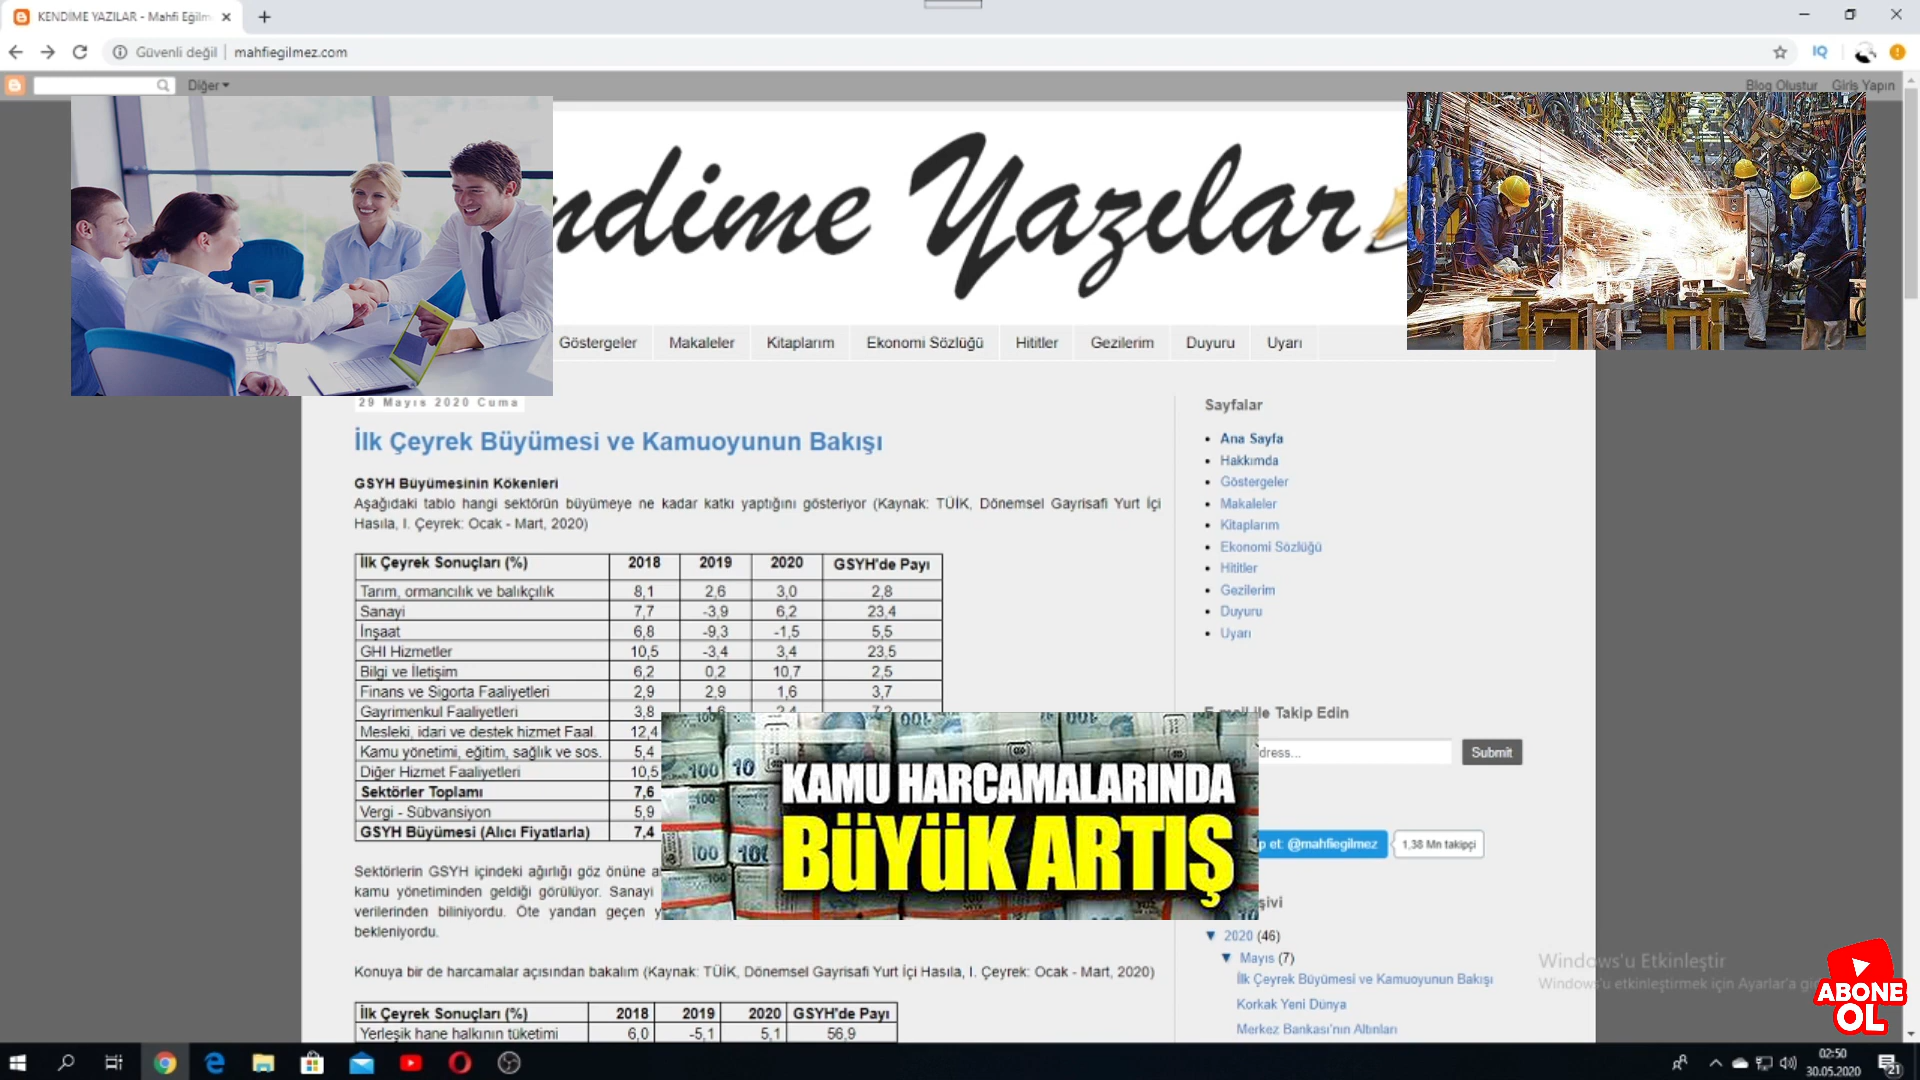 KENDİME YAZILAR - Mahfi Eğilm
Güvenli değil | mahfiegilmez.com
IQ
Diğer
Blog Oluştur Giriş Yapın
Yazılar
Göstergeler Makaleler Kitaplarım Ekonomi Sözlüğü Hititler Gezilerim Duyuru Uyarı
29 Mayıs 2020 Cuma
İlk Çeyrek Büyümesi ve Kamuoyunun Bakışı
GSYH Büyümesinin Kökenleri
Aşağıdaki tablo hangi sektörün büyümeye ne kadar katkı yaptığını gösteriyor (Kaynak: TÜİK, Dönemsel Gayrisafi Yurt İçi
Hasıla, I. Çeyrek: Ocak - Mart, 2020)
İlk Çeyrek Sonuçları (%) 2018 2019 2020 GSYH'de Payı
Tarım, ormancılık ve balıkçılık 8,1 2,6 3,0 2,8
Sanayi 7,7 -3,9 6,2 23,4
İnşaat 6,8 -9,3 -1,5 5,5
GHI Hizmetler 10,5 -3,4 3,4 23,5
Bilgi ve İletişim 6,2 0,2 10,7 2,5
Finans ve Sigorta Faaliyetleri 2,9 2,9 1,6 3,7
Gayrimenkul Faaliyetleri 3,8
Mesleki, idari ve destek hizmet Faal. 12,4
Kamu yönetimi, eğitim, sağlık ve sos. 5,4
Diğer Hizmet Faaliyetleri 10,5
Sektörler Toplamı 7,6
Vergi - Sübvansiyon 5,9
GSYH Büyümesi (Alıcı Fiyatlarla) 7,4
KAMU HARCAMALARINDA
BÜYÜK ARTIŞ
Sektörlerin GSYH içindeki ağırlığı göz önüne
kamu yönetiminden geldiği görülüyor. Sanayi
verilerinden biliniyordu. Öte yandan geçen
bekleniyordu.
Konuya bir de harcamalar açısından bakalım (Kaynak: TÜİK, Dönemsel Gayrisafi Yurt İçi Hasıla, I. Çeyrek: Ocak - Mart, 2020)
İlk Çeyrek Sonuçları (%) 2018 2019 2020 GSYH'de Payı
Yerleşik hane halkının tüketimi 6,0 -5,1 5,1 56,9
Sayfalar
Ana Sayfa
Hakkımda
Göstergeler
Makaleler
Kitaplarım
Ekonomi Sözlüğü
Hititler
Gezilerim
Duyuru
Uyarı
ile Takip Edin
Submit
et: @mahfiegilmez 1,38 Mn takipçi
2020 (46)
Mayıs (7)
İlk Çeyrek Büyümesi ve Kamuoyunun Bakışı
Korkak Yeni Dünya
Merkez Bankası'nın Altınları
Windows'u Etkinleştir
Windows'u etkinleştirmek için Ayarlar'a
ABONE
OL
02:50
30.05.2020
21